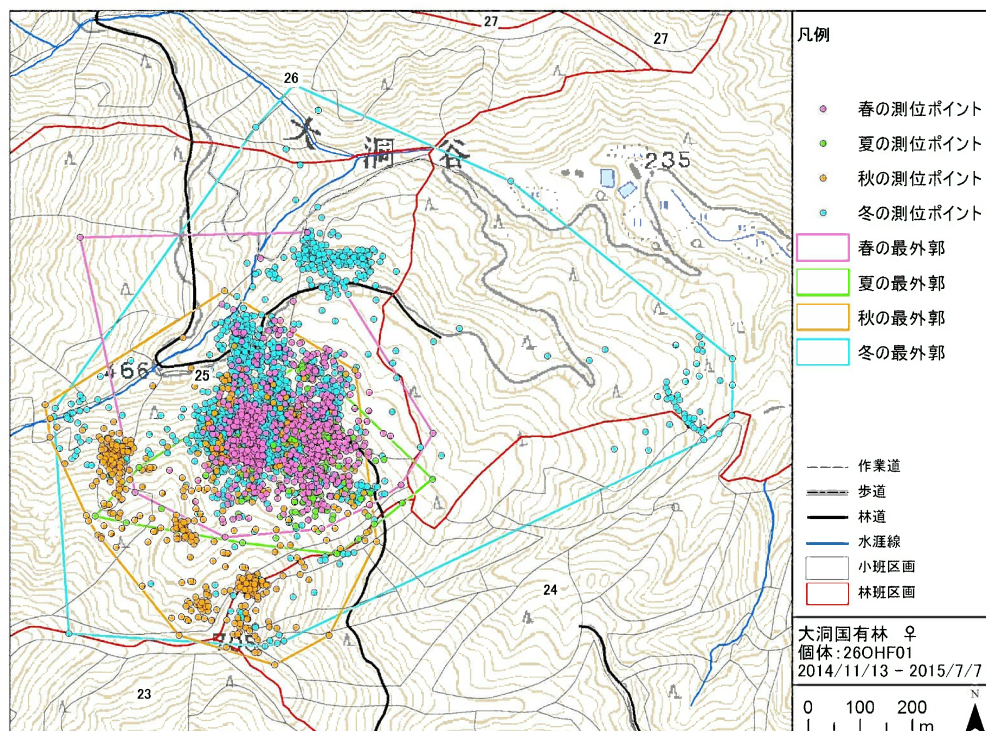 27
27
26
大洞谷
235
466
25
24
23
凡例
春の測位ポイント
夏の測位ポイント
秋の測位ポイント
冬の測位ポイント
春の最外郭
夏の最外郭
秋の最外郭
冬の最外郭
作業道
歩道
林道
水涯線
小班区画
林班区画
大洞国有林 ♀
個体:26OHF01
2014/11/13 - 2015/7/7
0 100 200
m
N